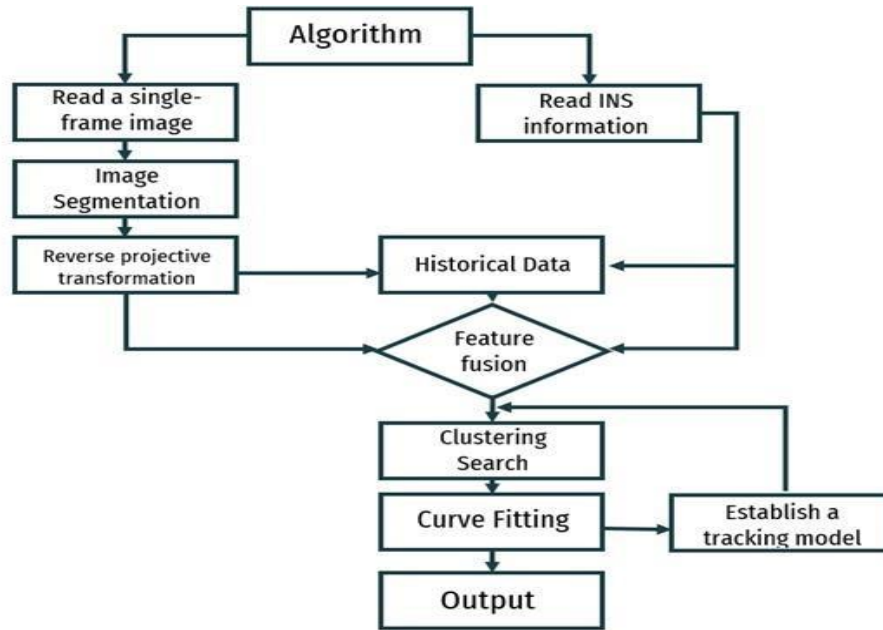 Algorithm
Read a single-
frame image
Read INS
information
Image
Segmentation
Reverse projective
transformation
Historical Data
Feature
fusion
Clustering
Search
Curve Fitting
Establish a
tracking model
Output